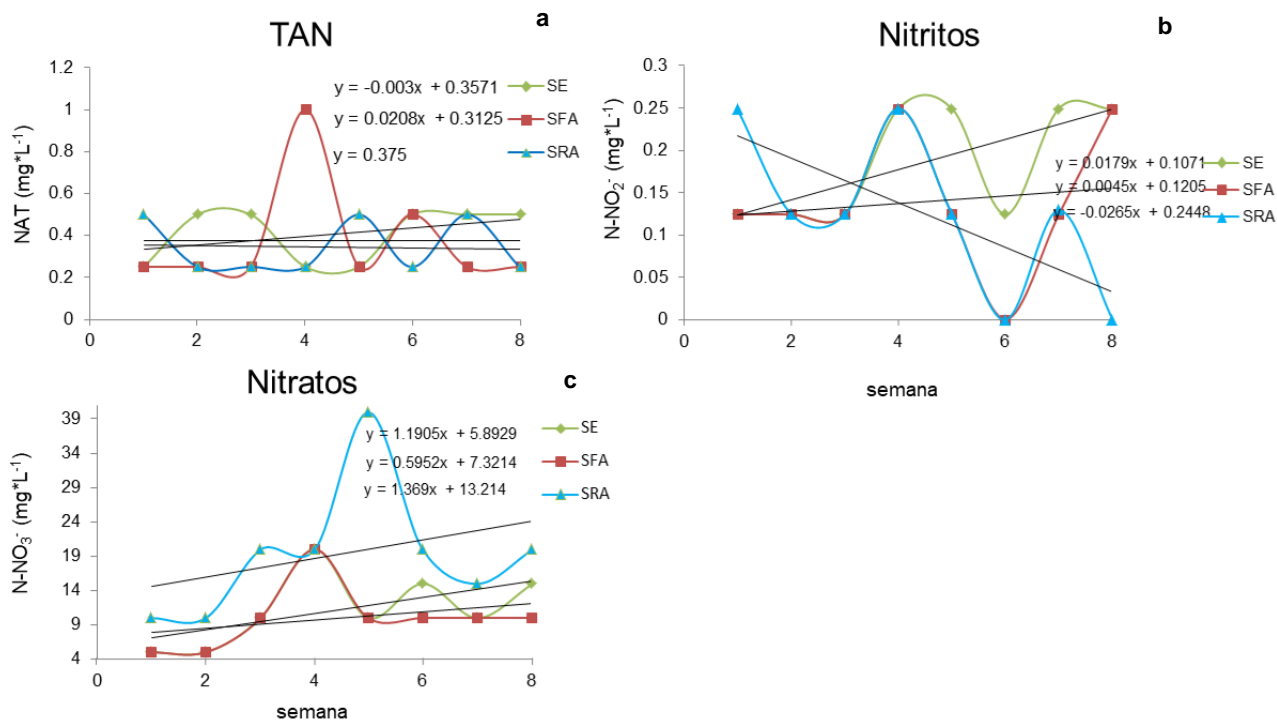 TAN
a
NAT (mg*L-1)
1.2
1
0.8
0.6
0.4
0.2
0
0 2 4 6 8
y = -0.003x + 0.3571
y = 0.0208x + 0.3125
y = 0.375
SE
SFA
SRA
Nitritos
b
N-NO2- (mg*L-1)
0.3
0.25
0.2
0.15
0.1
0.05
0
0 2 4 6 8
semana
y = 0.0179x + 0.1071
y = 0.0045x + 0.1205
y = -0.0265x + 0.2448
SE
SFA
SRA
Nitratos
c
N-NO3- (mg*L-1)
39
34
29
24
19
14
9
4
0 2 4 6 8
semana
y = 1.1905x + 5.8929
y = 0.5952x + 7.3214
y = 1.369x + 13.214
SE
SFA
SRA